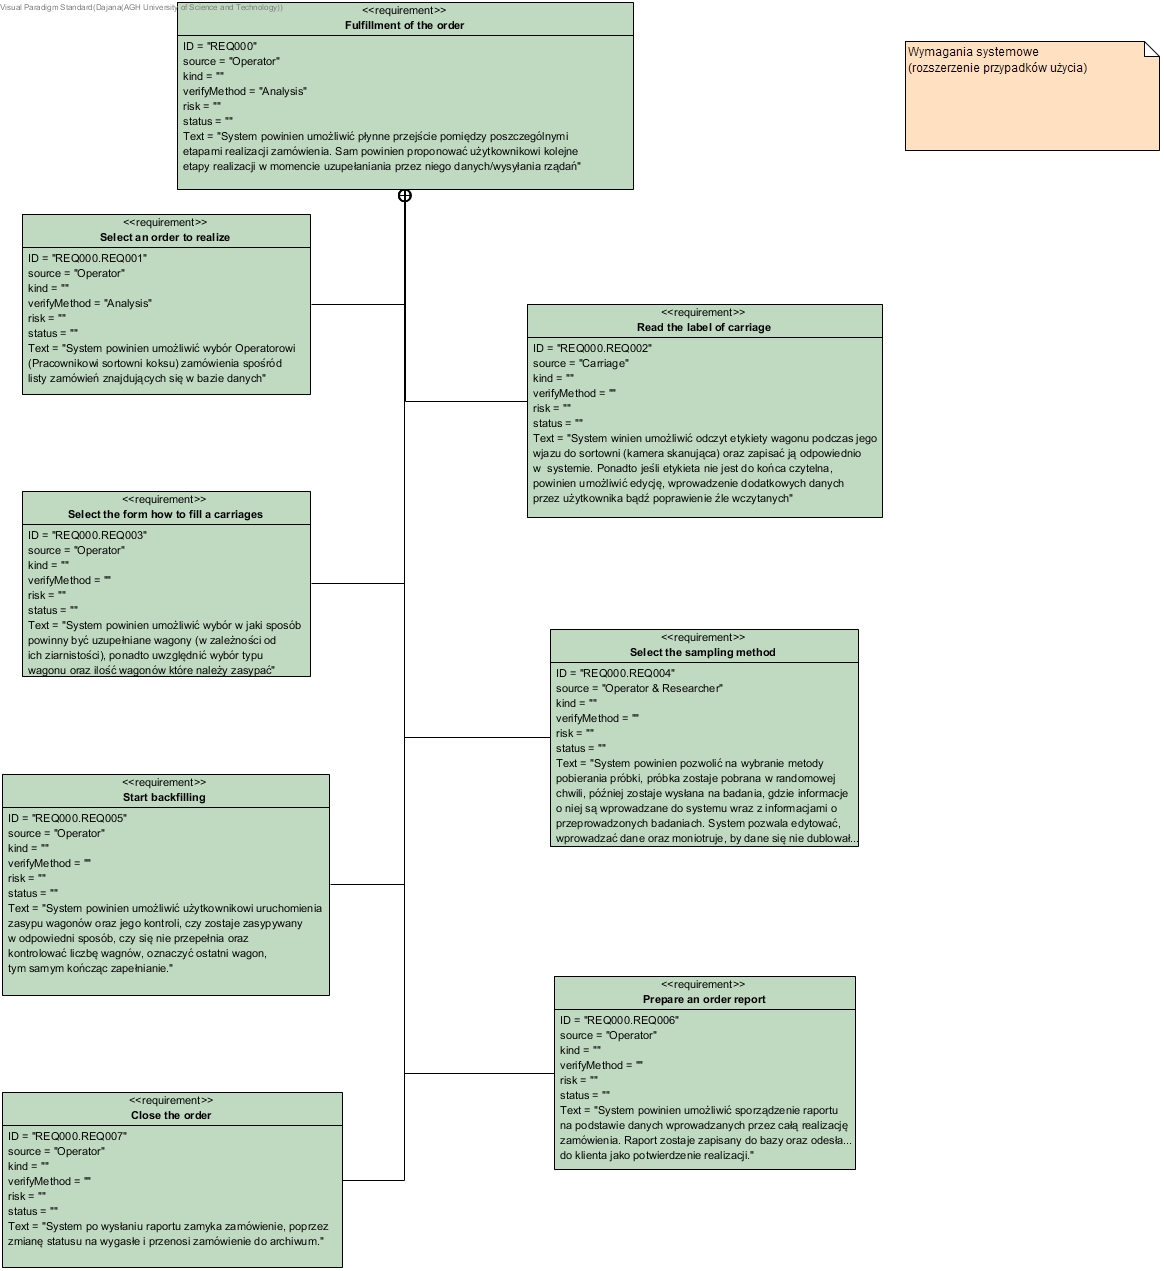 Visual Paradigm Standard(Dajana(AGH University of Science and Technology))
<<requirement>>
Fulfillment of the order
ID = "REQ000"
source = "Operator"
kind = ""
verifyMethod = "Analysis"
risk = ""
status = ""
Text = "System powinien umożliwić płynne przejście pomiędzy poszczególnymi
etapami realizacji zamówienia. Sam powinien proponować użytkownikowi kolejne
etapy realizacji w momencie uzupełaniania przez niego danych/wysyłania rządań"
Wymagania systemowe
(rozszerzenie przypadków użycia)
<<requirement>>
Select an order to realize
ID = "REQ000.REQ001"
source = "Operator"
kind = ""
verifyMethod = "Analysis"
risk = ""
status = ""
Text = "System powinien umożliwić wybór Operatorowi
(Pracownikowi sortowni koksu) zamówienia spośród
listy zamówień znajdujących się w bazie danych"
<<requirement>>
Read the label of carriage
ID = "REQ000.REQ002"
source = "Carriage"
kind = ""
verifyMethod = ""
risk = ""
status = ""
Text = "System winien umożliwić odczyt etykiety wagonu podczas jego
wjazu do sortowni (kamera skanująca) oraz zapisać ją odpowiednio
w  systemie. Ponadto jeśli etykieta nie jest do końca czytelna,
powinien umożliwić edycję, wprowadzenie dodatkowych danych
przez użytkownika bądź poprawienie źle wczytanych"
<<requirement>>
Select the form how to fill a carriages
ID = "REQ000.REQ003"
source = "Operator"
kind = ""
verifyMethod = ""
risk = ""
status = ""
Text = "System powinien umożliwić wybór w jaki sposób
powinny być uzupełniane wagony (w zależności od
ich ziarnistości), ponadto uwzględnić wybór typu
wagonu oraz ilość wagonów które należy zasypać"
<<requirement>>
Select the sampling method
ID = "REQ000.REQ004"
source = "Operator & Researcher"
kind = ""
verifyMethod = ""
risk = ""
status = ""
Text = "System powinien pozwolić na wybranie metody
pobierania próbki, próbka zostaje pobrana w randomowej
chwili, później zostaje wysłana na badania, gdzie informacje
o niej są wprowadzane do systemu wraz z informacjami o
przeprowadzonych badaniach. System pozwala edytować,
wprowadzać dane oraz moniotruje, by dane się nie dublował...
<<requirement>>
Start backfilling
ID = "REQ000.REQ005"
source = "Operator"
kind = ""
verifyMethod = ""
risk = ""
status = ""
Text = "System powinien umożliwić użytkownikowi uruchomienia
zasypu wagonów oraz jego kontroli, czy zostaje zasypywany
w odpowiedni sposób, czy się nie przepełnia oraz
kontrolować liczbę wagnów, oznaczyć ostatni wagon,
tym samym kończąc zapełnianie."
<<requirement>>
Prepare an order report
ID = "REQ000.REQ006"
source = "Operator"
kind = ""
verifyMethod = ""
risk = ""
status = ""
Text = "System powinien umożliwić sporządzenie raportu
na podstawie danych wprowadzanych przez całą realizację
zamówienia. Raport zostaje zapisany do bazy oraz odesła...
do klienta jako potwierdzenie realizacji."
<<requirement>>
Close the order
ID = "REQ000.REQ007"
source = "Operator"
kind = ""
verifyMethod = ""
risk = ""
status = ""
Text = "System po wysłaniu raportu zamyka zamówienie, poprzez
zmianę statusu na wygasłe i przenosi zamówienie do archiwum."